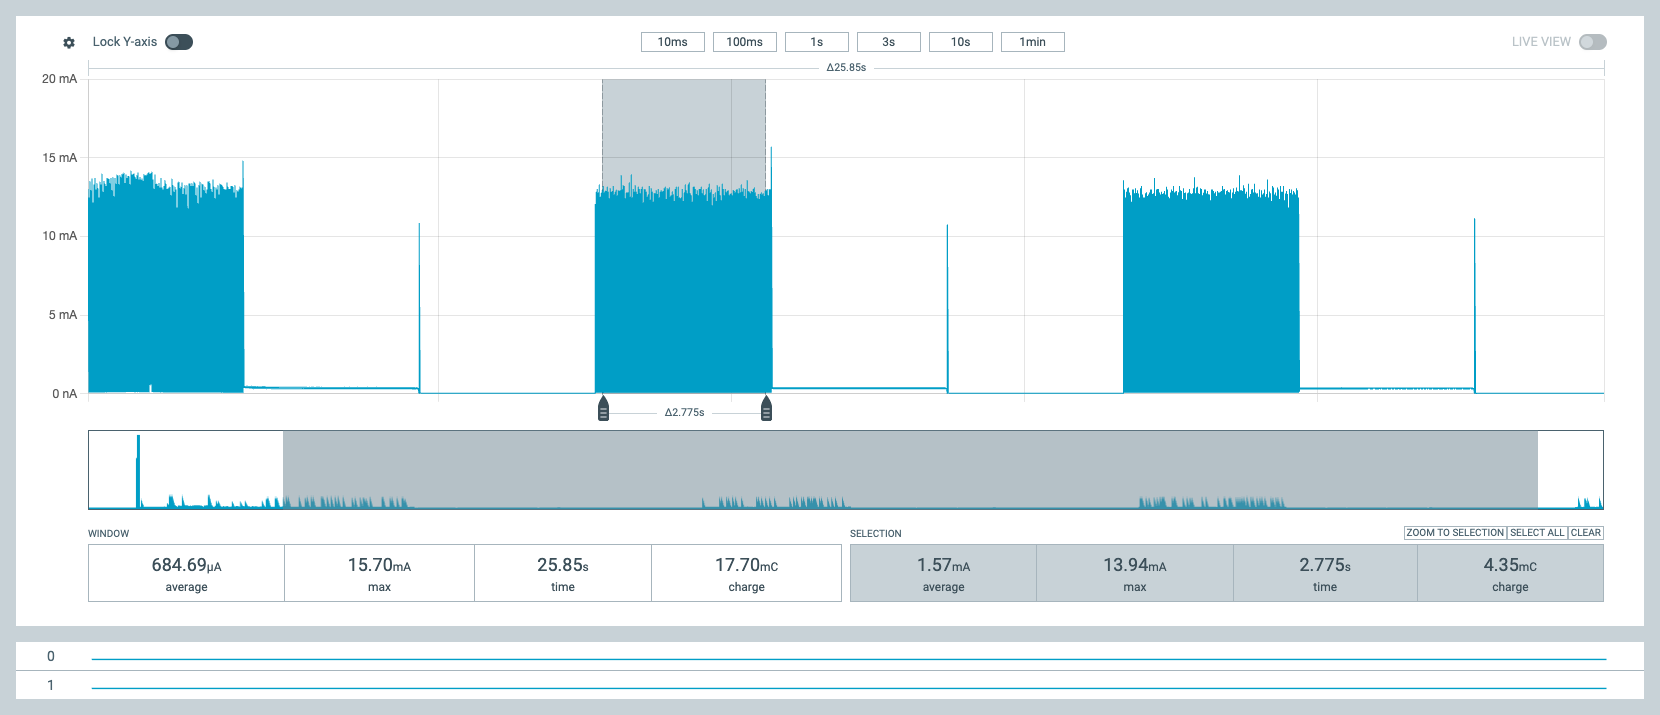 Lock Y-axis 10ms 100ms 1s 3s 10s 1min LIVE VIEW
Δ25.85s
20 mA
15 mA
10 mA
5 mA
0 nA
Δ2.775s
WINDOW SELECTION ZOOM TO SELECTION SELECT ALL CLEAR
684.69μA 15.70mA 25.85s 17.70mC 1.57mA 13.94mA 2.775s 4.35mC
average max time charge average max time charge
0
1